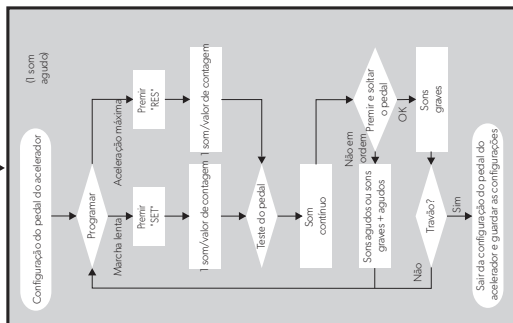 (1 som
agudo)
Configuração do pedal do acelerador
Programar
Marcha lenta
Aceleração máxima
Premir
"SET"
Premir
"RES"
1 som/valor de contagem
1 som/valor de contagem
Teste do pedal
Som
contínuo
Premir e soltar
o pedal
Não em
ordem
OK
Sons agudos ou sons
graves + agudos
Sons
graves
Travão?
Não
Sim
Sair da configuração do pedal do
acelerador e guardar as configurações